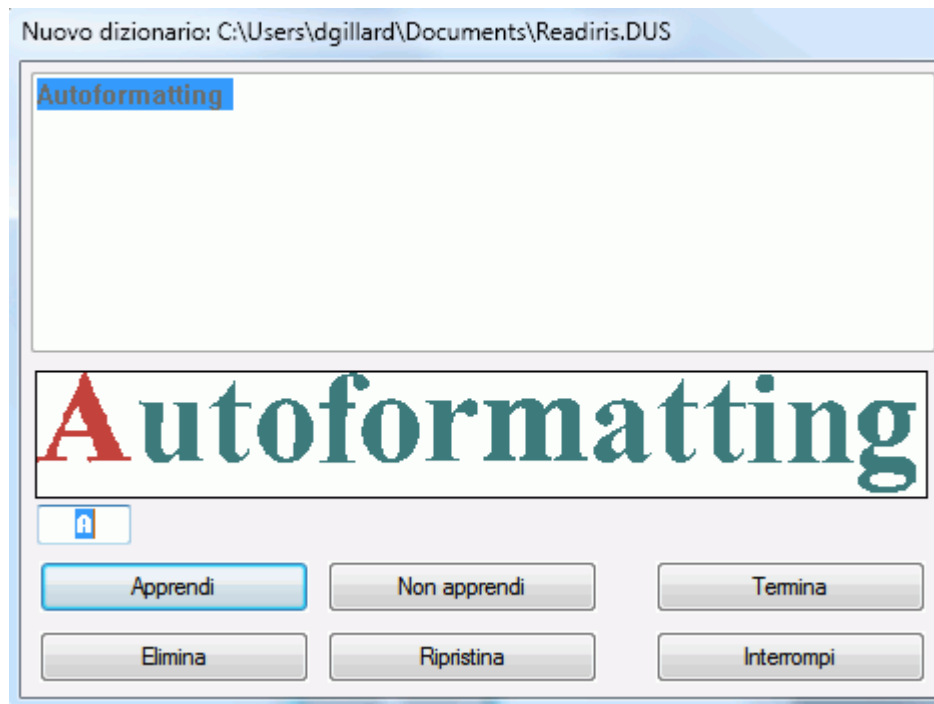 Nuovo dizionario: C:\Users\dgillard\Documents\Readiris.DUS
Autoformatting
Autoformatting
A
Apprendi Non apprendi Termina
Elimina Ripristina Interrompi